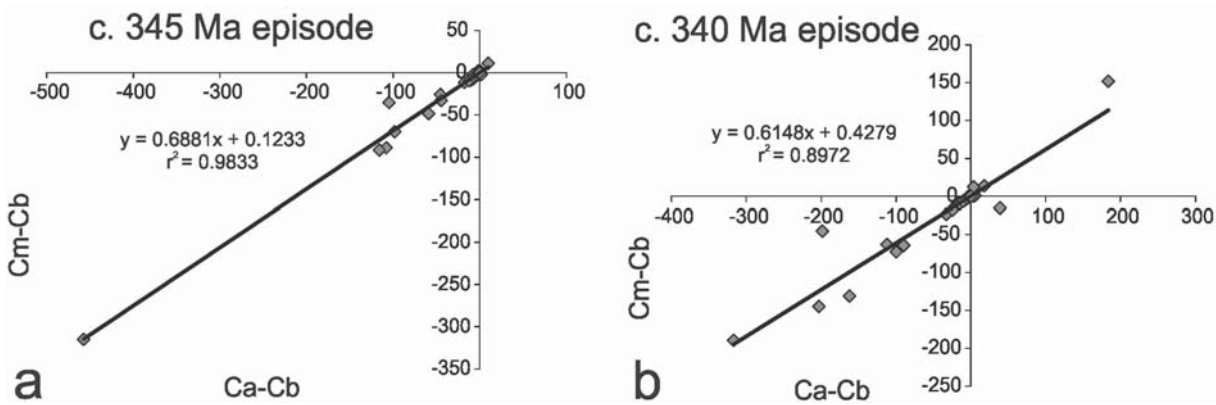 c. 345 Ma episode
50
0
-500 -400 -300 -200 -100 100
-50
y = 0.6881x + 0.1233
r² = 0.9833
-100
-150
-200
-250
-300
-350
Cm-Cb
Ca-Cb
a
c. 340 Ma episode
200
150
100
50
y = 0.6148x + 0.4279
r² = 0.8972
0
-400 -300 -200 -100 0 100 200 300
-50
-100
-150
-200
-250
Cm-Cb
Ca-Cb
b